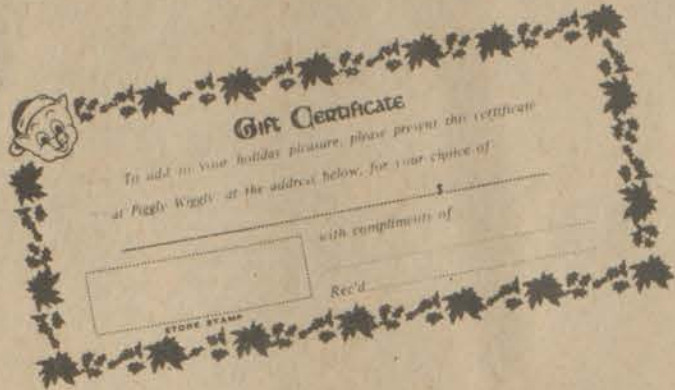 Gift Certificate
To add to your holiday pleasure, please present this certificate
at Piggly Wiggly at the address below, for your choice of
$
with compliments of
Rec'd
STORE STAMP